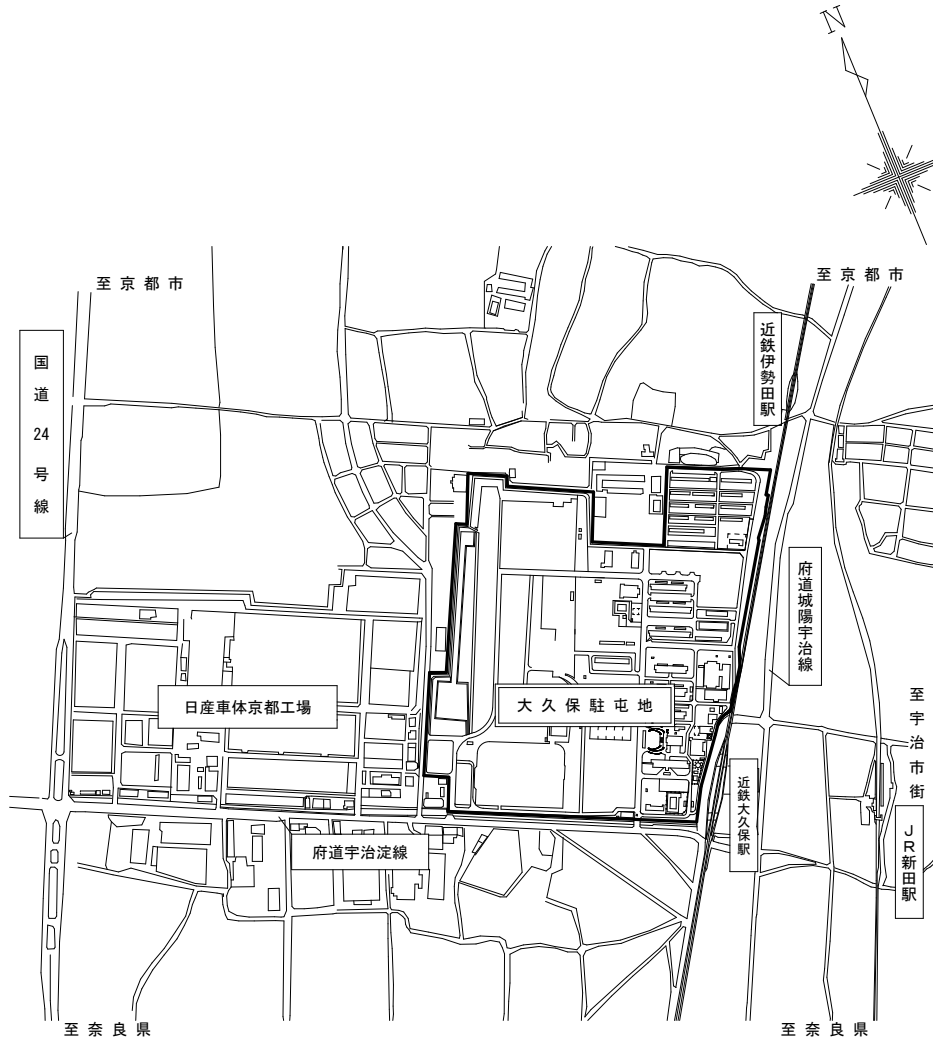 N
至京都市
至京都市
国道24号線
近鉄伊勢田駅
府道城陽宇治線
日産車体京都工場
大久保駐屯地
至宇治市街
近鉄大久保駅
JR新田駅
府道宇治淀線
至奈良県
至奈良県